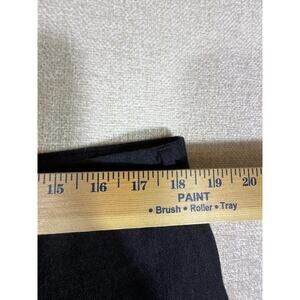 15 16 17 18 19 20
PAINT
• Brush • Roller • Tray